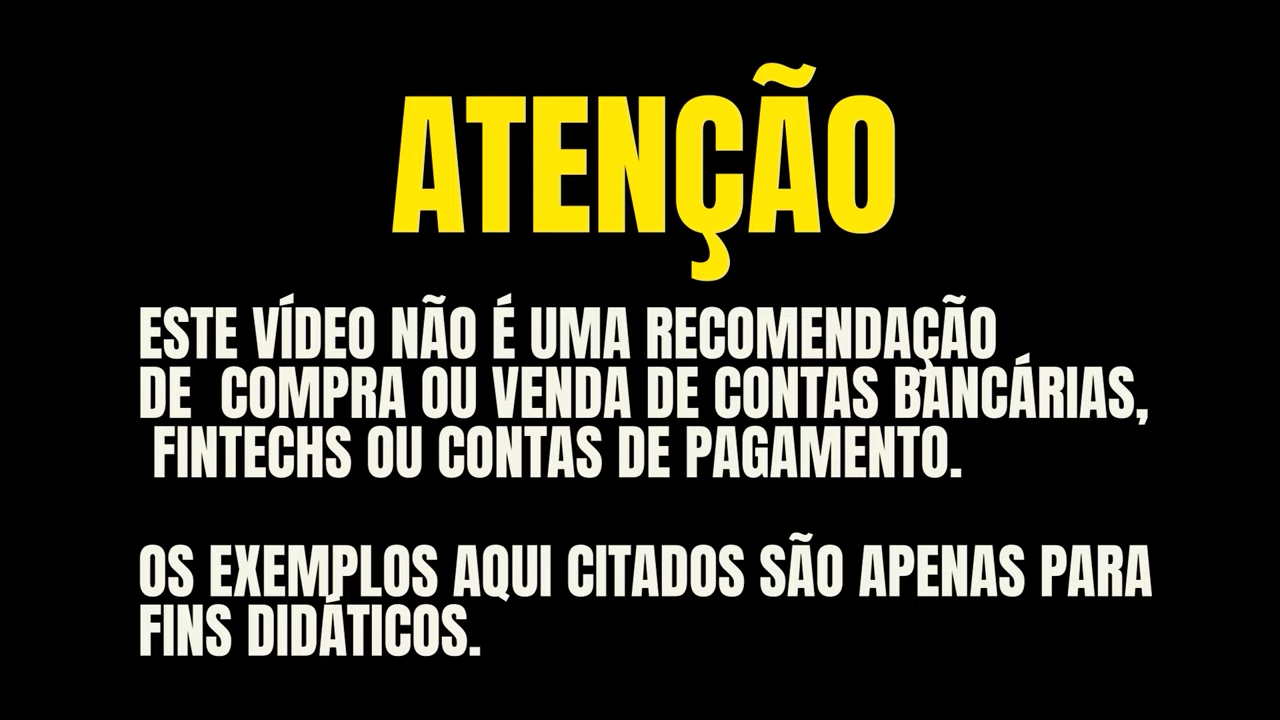 ATENÇÃO
ESTE VÍDEO NÃO É UMA RECOMENDAÇÃO
DE COMPRA OU VENDA DE CONTAS BANCÁRIAS,
FINTECHS OU CONTAS DE PAGAMENTO.
OS EXEMPLOS AQUI CITADOS SÃO APENAS PARA
FINS DIDÁTICOS.